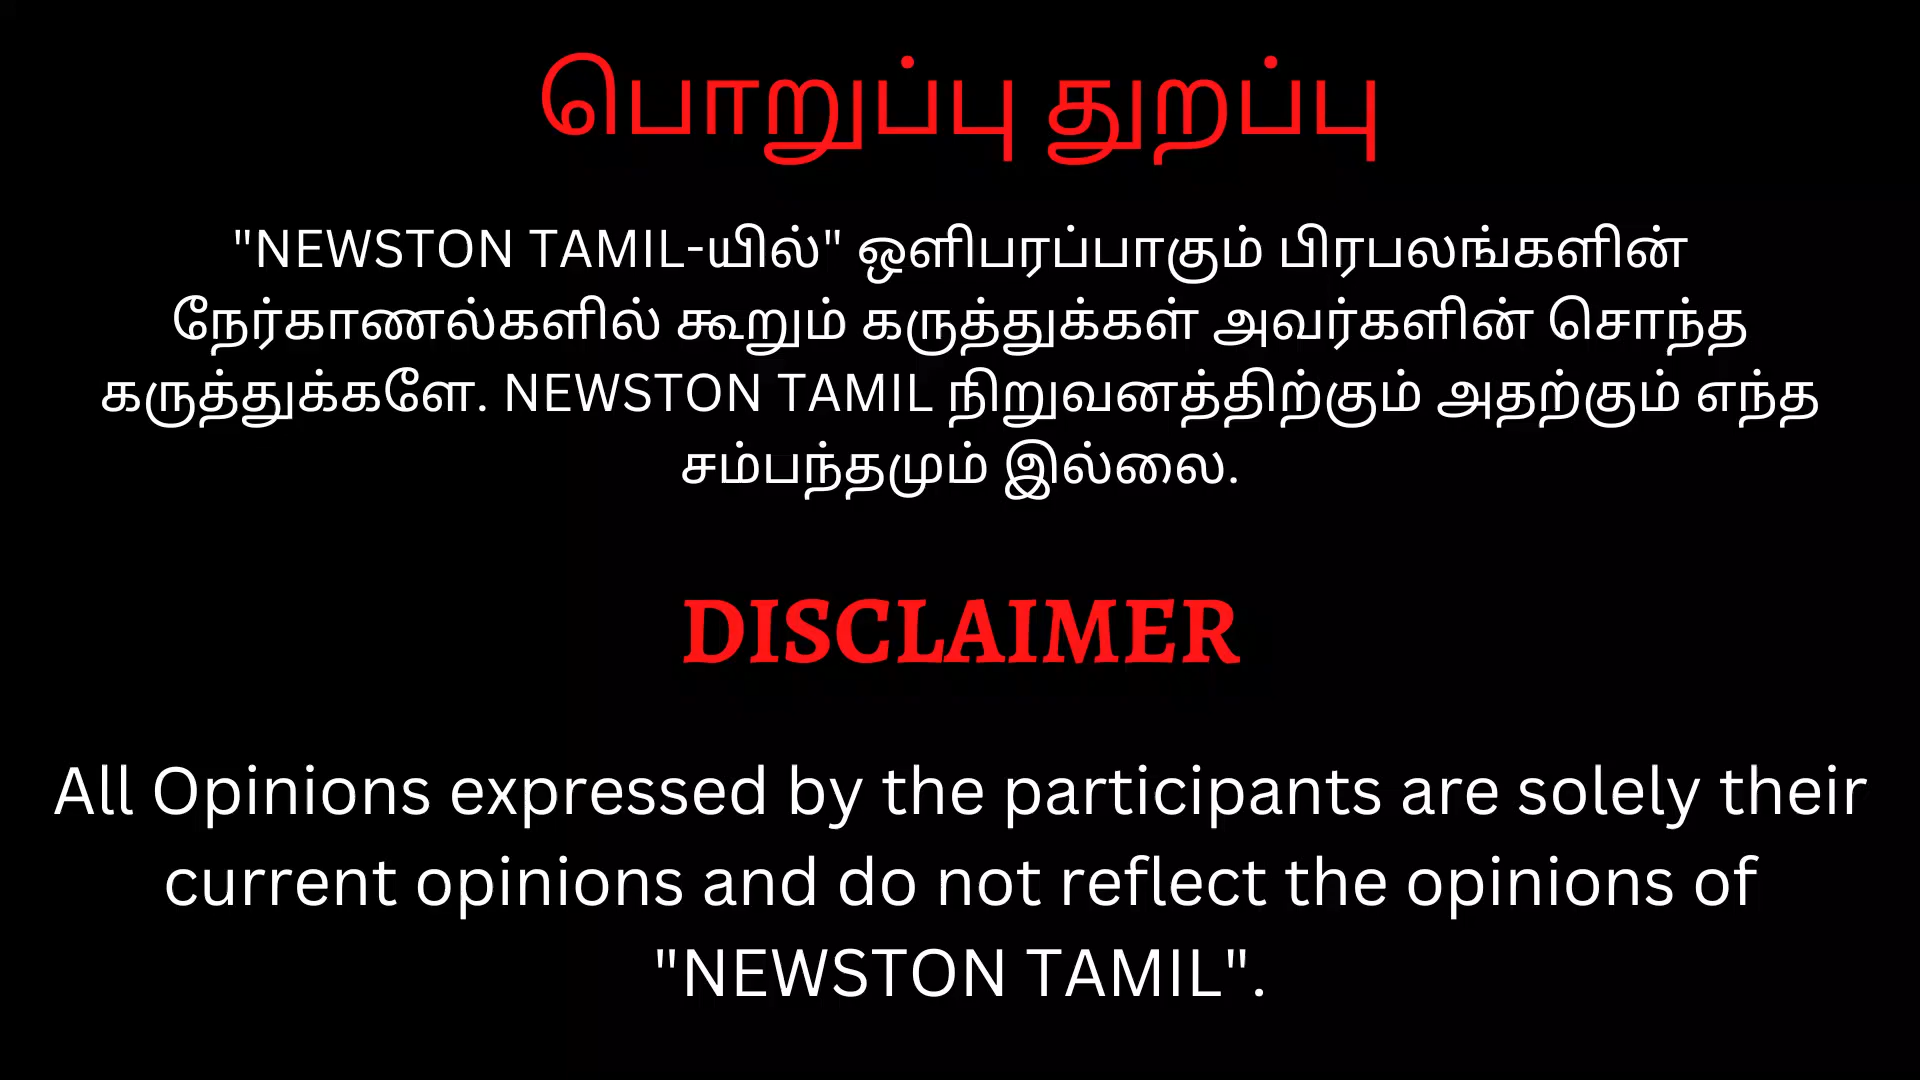 பொறுப்பு துறப்பு
"NEWSTON TAMIL-யில்" ஒளிபரப்பாகும் பிரபலங்களின்
நேர்காணல்களில் கூறும் கருத்துக்கள் அவர்களின் சொந்த
கருத்துக்களே. NEWSTON TAMIL நிறுவனத்திற்கும் அதற்கும் எந்த
சம்பந்தமும் இல்லை.
DISCLAIMER
All Opinions expressed by the participants are solely their
current opinions and do not reflect the opinions of
"NEWSTON TAMIL".